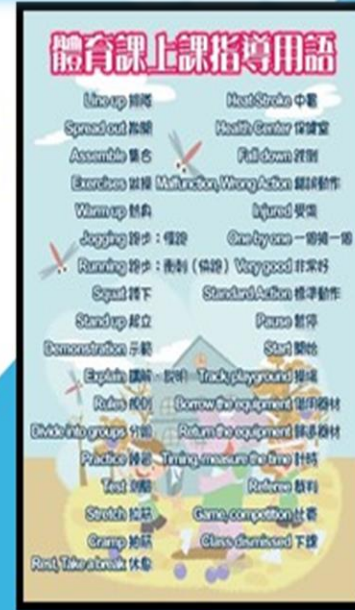 體育課上課指導用語
Line up 排隊
Spread out 散開
Assemble 集合
Exercises 做操
Warm up 熱身
Jogging 跑步：慢跑
Running 跑步：衝刺（快跑）
Squat 蹲下
Stand up 起立
Demonstration 示範
Explain 講解、說明
Rules 規則
Divide into groups 分組
Practice 練習
Test 測驗
Stretch 拉筋
Cramp 抽筋
Rest, Take a break 休息
Heat-Stroke 中暑
Health Center 保健室
Fall down 跌倒
Malfunction, Wrong Action 錯誤動作
Injured 受傷
One by one 一個接一個
Very good 非常好
Standard Action 標準動作
Pause 暫停
Start 開始
Track, playground 操場
Borrow the equipment 借用器材
Return the equipment 歸還器材
Timing, measure the time 計時
Referee 裁判
Game, competition 比賽
Class dismissed 下課